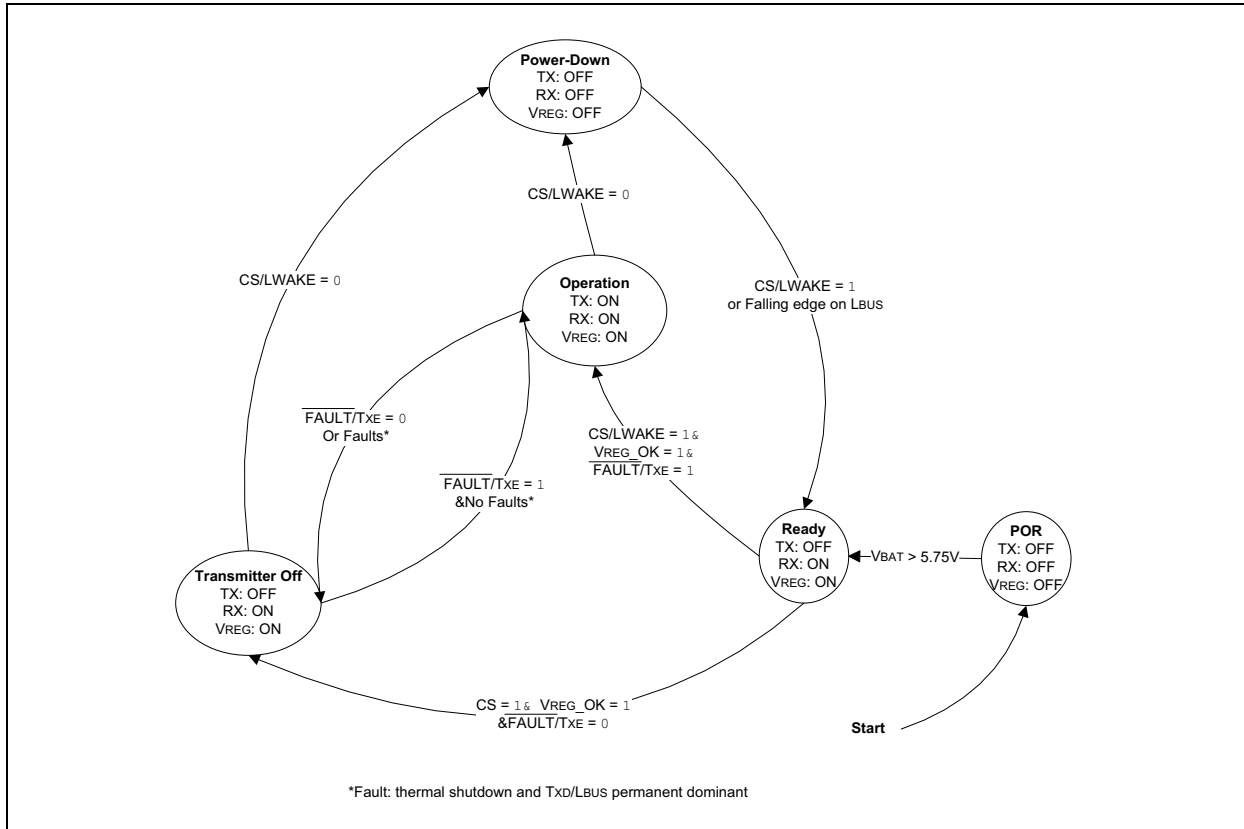 Power-Down
TX: OFF
RX: OFF
VREG: OFF
CS/LWAKE = 0
CS/LWAKE = 0
Operation
TX: ON
RX: ON
VREG: ON
CS/LWAKE = 1
or Falling edge on LBUS
FAULT/TXE = 0
Or Faults*
FAULT/TXE = 1
&No Faults*
CS/LWAKE = 1 &
VREG_OK = 1 &
FAULT/TXE = 1
Ready
TX: OFF
RX: ON
VREG: ON
VBAT > 5.75V
POR
TX: OFF
RX: OFF
VREG: OFF
Transmitter Off
TX: OFF
RX: ON
VREG: ON
CS = 1 & VREG_OK = 1
&FAULT/TXE = 0
Start
*Fault: thermal shutdown and TXD/LBUS permanent dominant